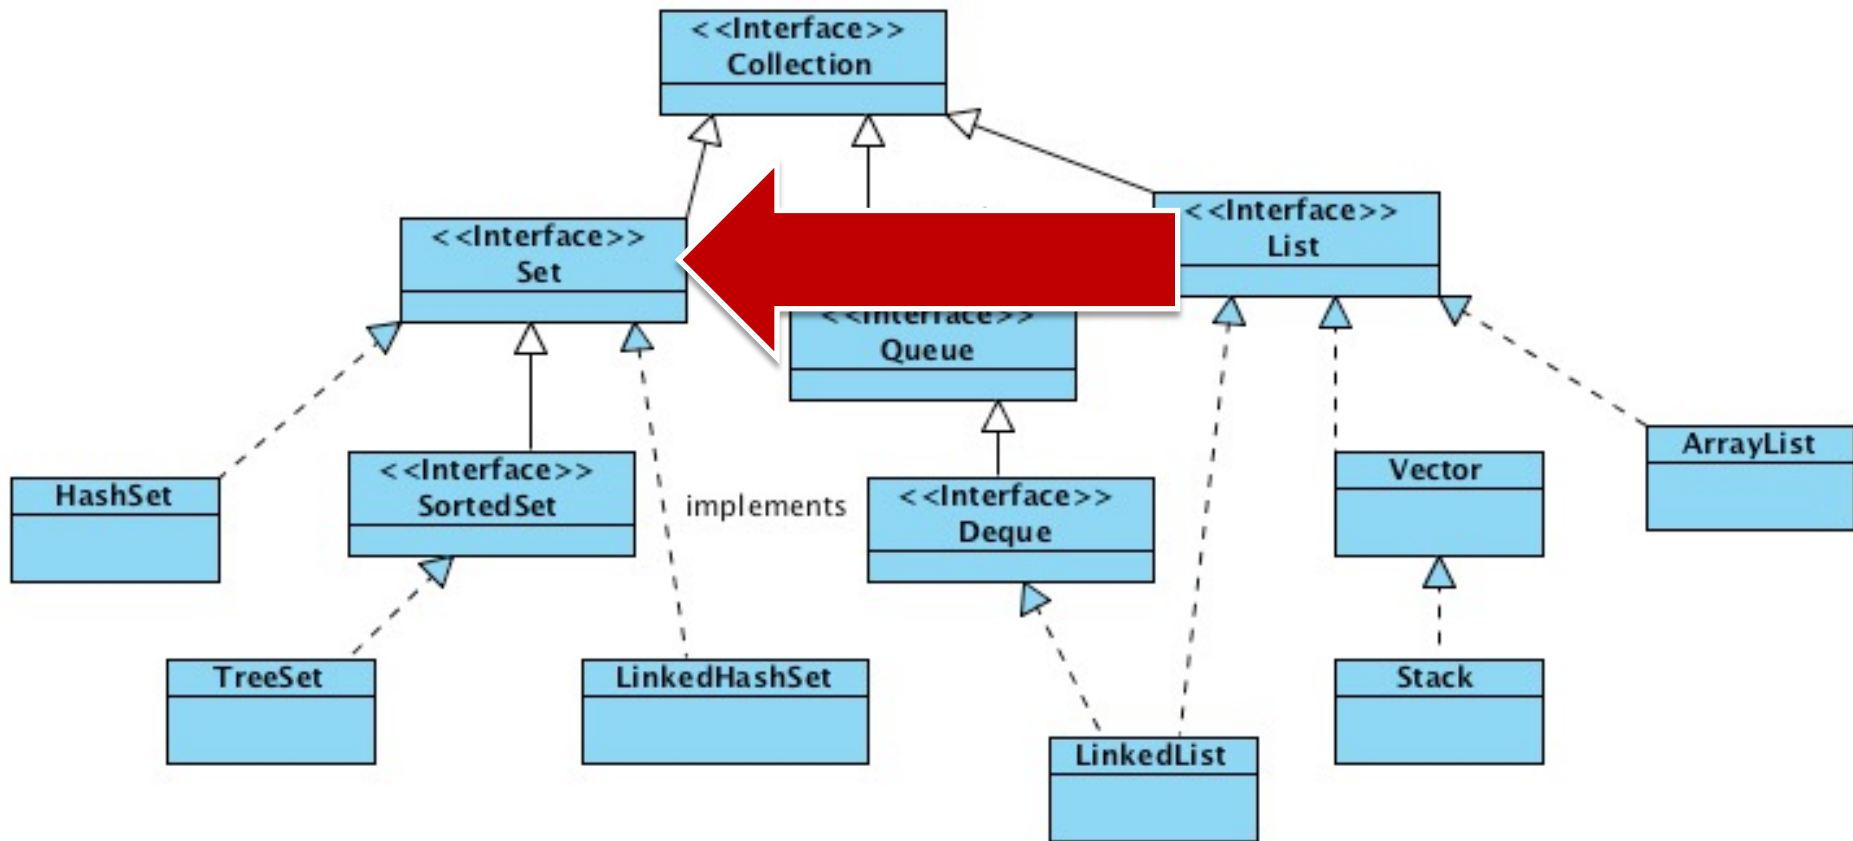 <<Interface>>
Collection
<<Interface>>
Set
<<Interface>>
List
<<Interface>>
Queue
HashSet
<<Interface>>
SortedSet
implements
<<Interface>>
Deque
Vector
ArrayList
TreeSet
LinkedHashSet
LinkedList
Stack